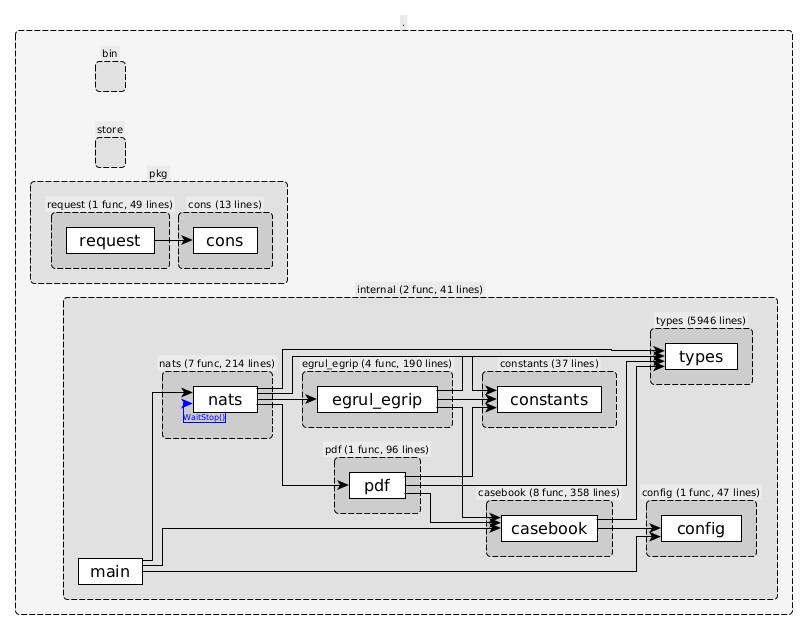 .
bin
store
pkg
request (1 func, 49 lines)
cons (13 lines)
request
cons
internal (2 func, 41 lines)
types (5946 lines)
types
nats (7 func, 214 lines)
egrul_egrip (4 func, 190 lines)
constants (37 lines)
nats
egrul_egrip
constants
WaitStop()
pdf (1 func, 96 lines)
pdf
casebook (8 func, 358 lines)
config (1 func, 47 lines)
casebook
config
main